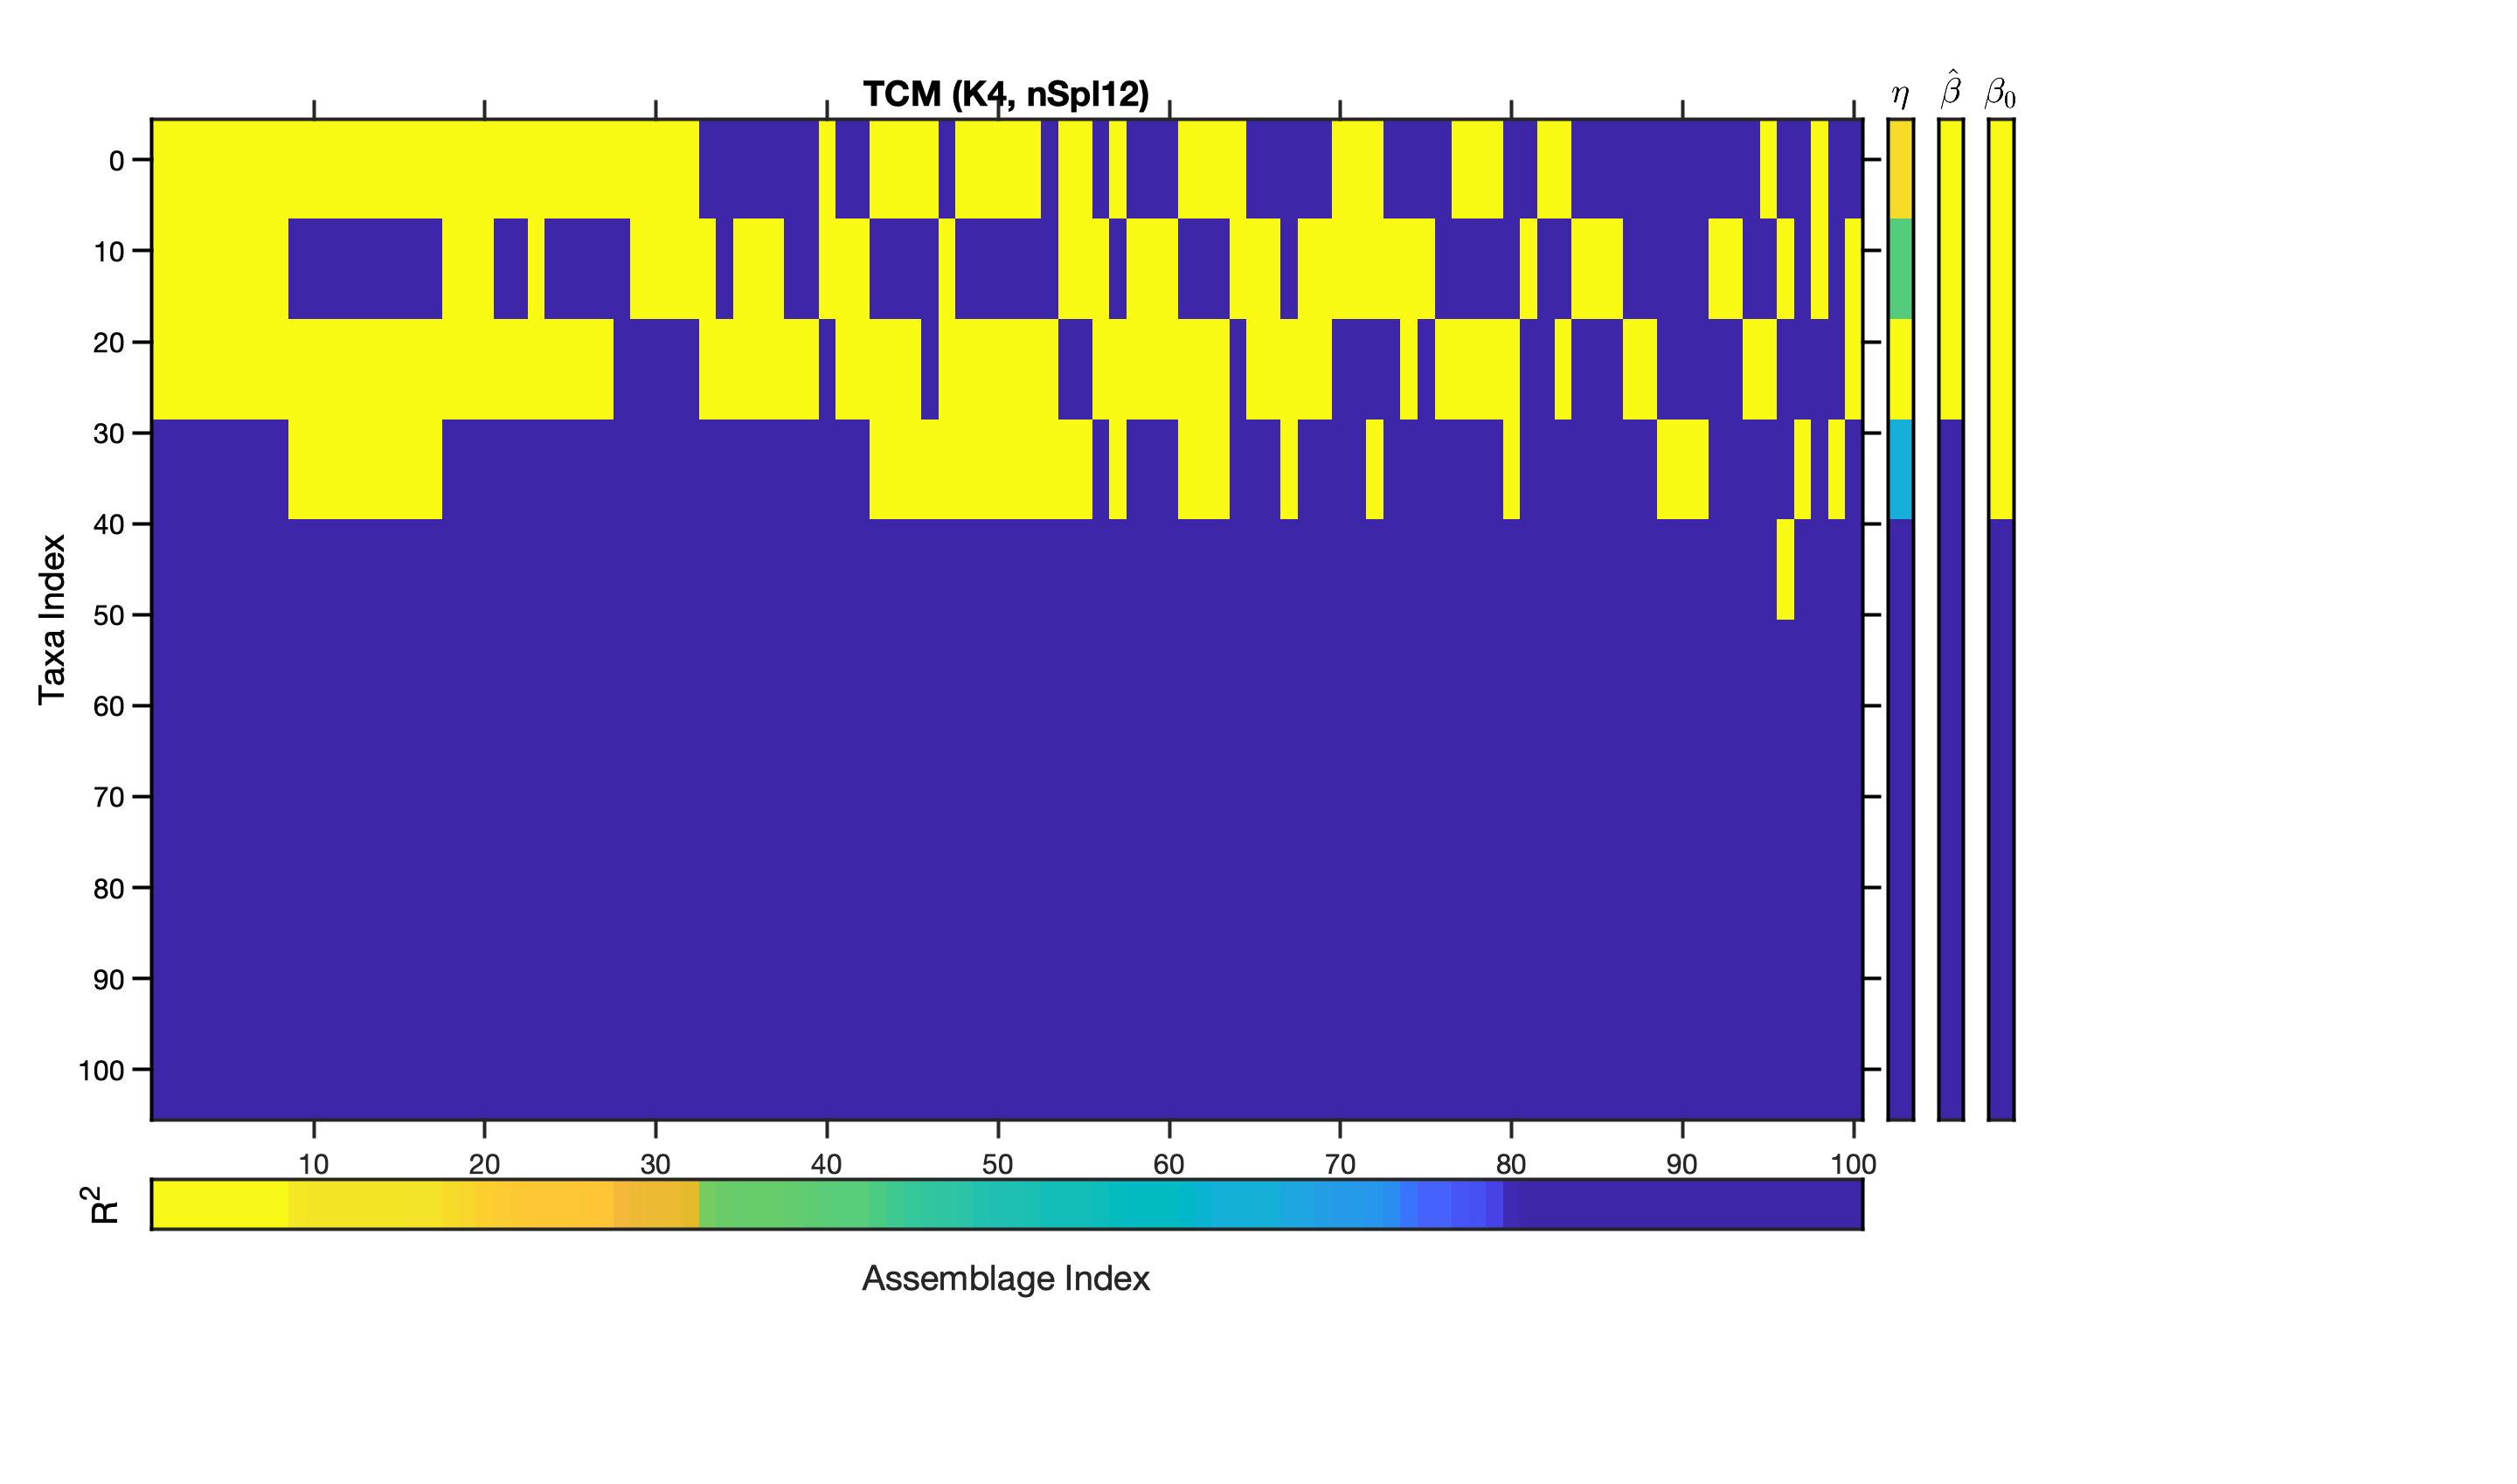 TCM (K4, nSpl12)
η β̂ β₀
Taxa Index
0
10
20
30
40
50
60
70
80
90
100
10 20 30 40 50 60 70 80 90 100
R²
Assemblage Index